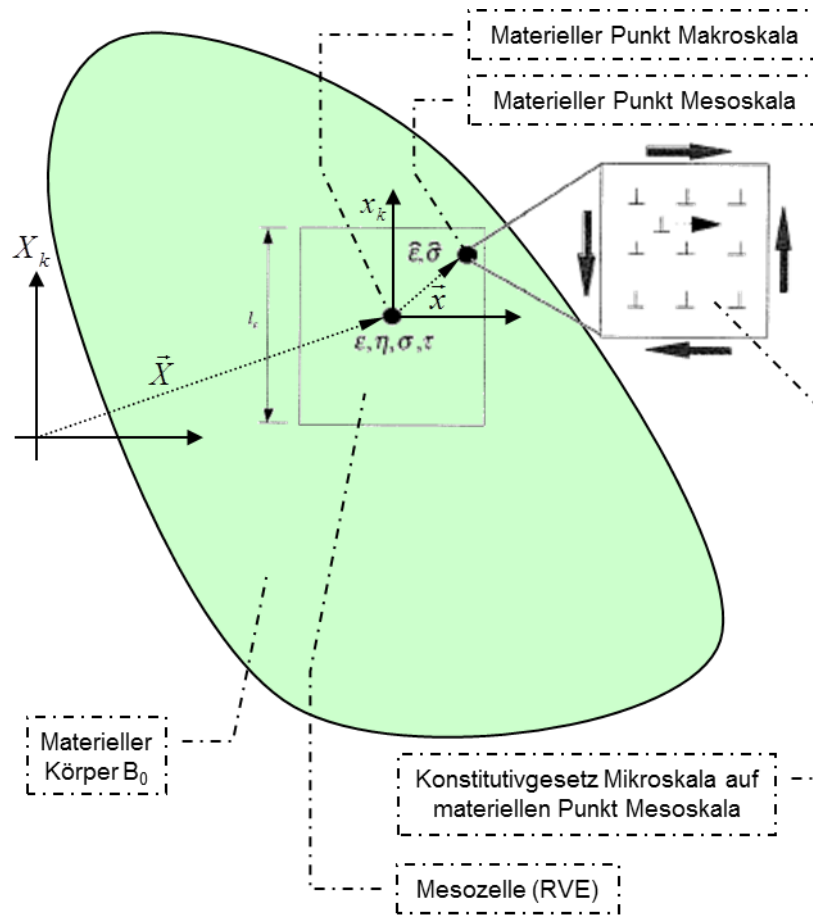 Materieller Punkt Makroskala
Materieller Punkt Mesoskala
x_k
X_k
ε̂, σ̂
x⃗
l_ε
ε, η, σ, τ
X⃗
Materieller
Körper B₀
Konstitutivgesetz Mikroskala auf
materiellen Punkt Mesoskala
Mesozelle (RVE)